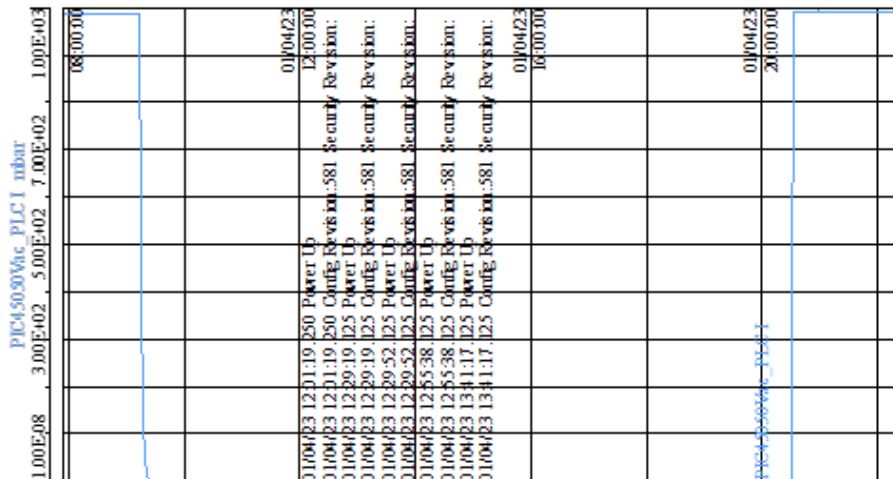 PIC45050Vac_PLC I mbar
1.00E+03
7.00E+02
5.00E+02
3.00E+02
1.00E-08
08:00:00
01/04/23
12:00:00
01/04/23
16:00:00
01/04/23
20:00:00
01/04/23 12:01:19.250 Power Up
01/04/23 12:01:19.250 Config Revision:581 Security Revision:
01/04/23 12:29:19.125 Power Up
01/04/23 12:29:19.125 Config Revision:581 Security Revision:
01/04/23 12:29:52.125 Power Up
01/04/23 12:29:52.125 Config Revision:581 Security Revision:
01/04/23 12:55:38.125 Power Up
01/04/23 12:55:38.125 Config Revision:581 Security Revision:
01/04/23 13:41:17.125 Power Up
01/04/23 13:41:17.125 Config Revision:581 Security Revision:
PIC45050Vac_PLC I